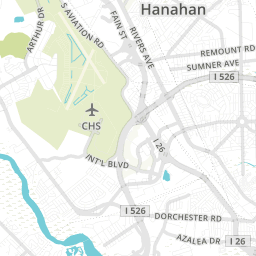 Hanahan
S AVIATION RD
FAIN ST
RIVERS AVE
ARTHUR DR
REMOUNT RD
SUMNER AVE
I 526
CHS
I 26
INT'L BLVD
I 526
DORCHESTER RD
AZALEA DR
I 26